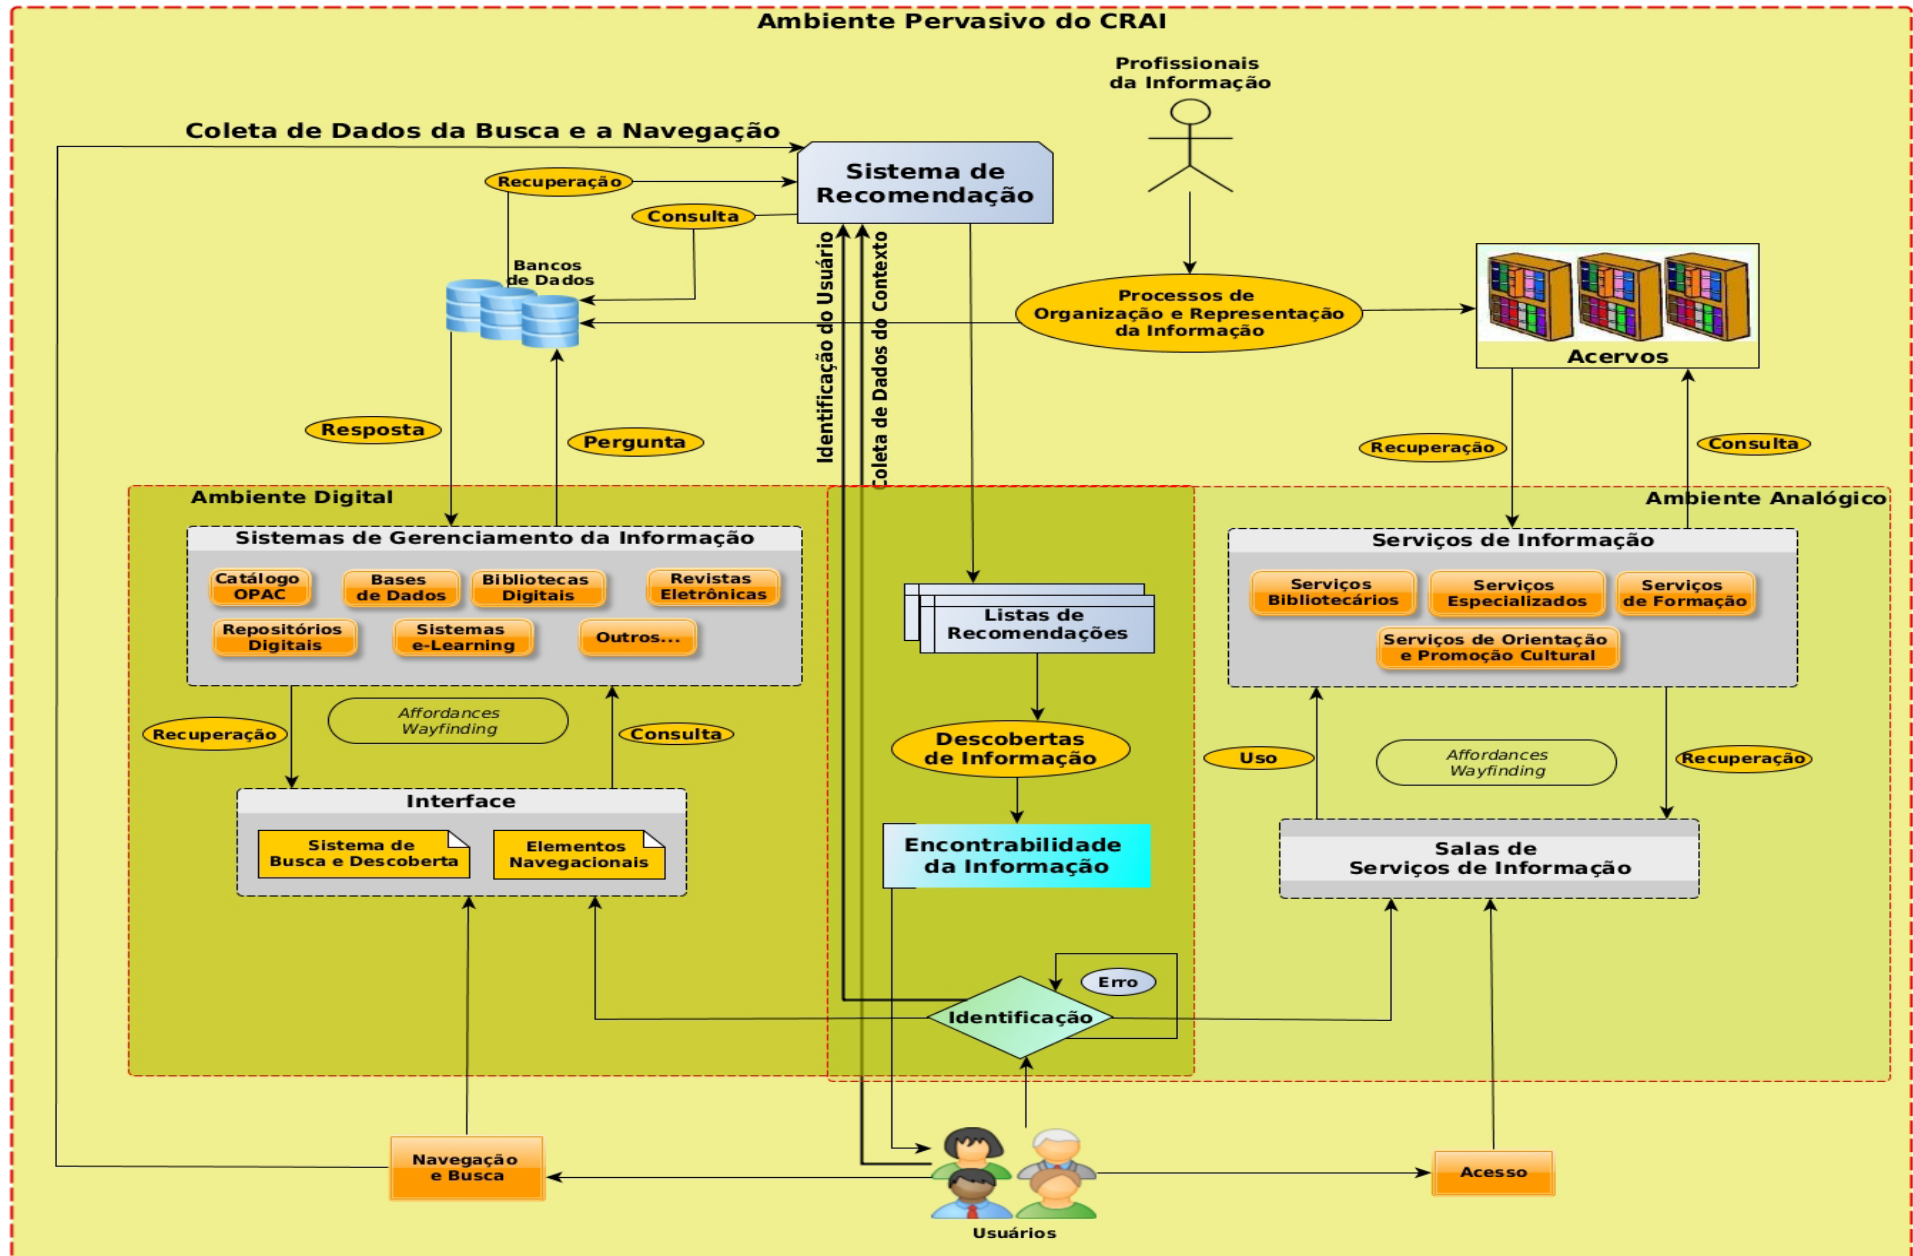 Ambiente Pervasivo do CRAI
Profissionais
da Informação
Coleta de Dados da Busca e a Navegação
Sistema de
Recomendação
Recuperação
Consulta
Bancos
de Dados
Identificação do Usuário
Coleta de Dados do Contexto
Processos de
Organização e Representação
da Informação
Acervos
Resposta
Pergunta
Recuperação
Consulta
Ambiente Digital
Ambiente Analógico
Sistemas de Gerenciamento da Informação
Catálogo
OPAC
Bases
de Dados
Bibliotecas
Digitais
Revistas
Eletrônicas
Repositórios
Digitais
Sistemas
e-Learning
Outros...
Listas de
Recomendações
Serviços de Informação
Serviços
Bibliotecários
Serviços
Especializados
Serviços
de Formação
Serviços de Orientação
e Promoção Cultural
Recuperação
Affordances
Wayfinding
Consulta
Descobertas
de Informação
Uso
Affordances
Wayfinding
Recuperação
Interface
Sistema de
Busca e Descoberta
Elementos
Navegacionais
Encontrabilidade
da Informação
Salas de
Serviços de Informação
Erro
Identificação
Navegação
e Busca
Acesso
Usuários